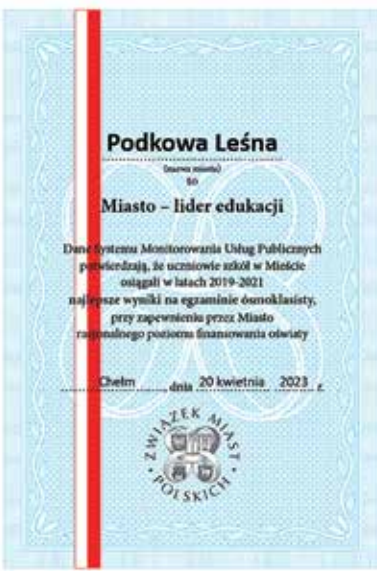 Podkowa Leśna
(nazwa miasta)
to
Miasto – lider edukacji
Dane Systemu Monitorowania Usług Publicznych
potwierdzają, że uczniowie szkół w Mieście
osiągali w latach 2019-2021
najlepsze wyniki na egzaminie ósmoklasisty,
przy zapewnieniu przez Miasto
racjonalnego poziomu finansowania oświaty
Chełm, dnia 20 kwietnia 2023 r.
ZWIĄZEK MIAST
POLSKICH